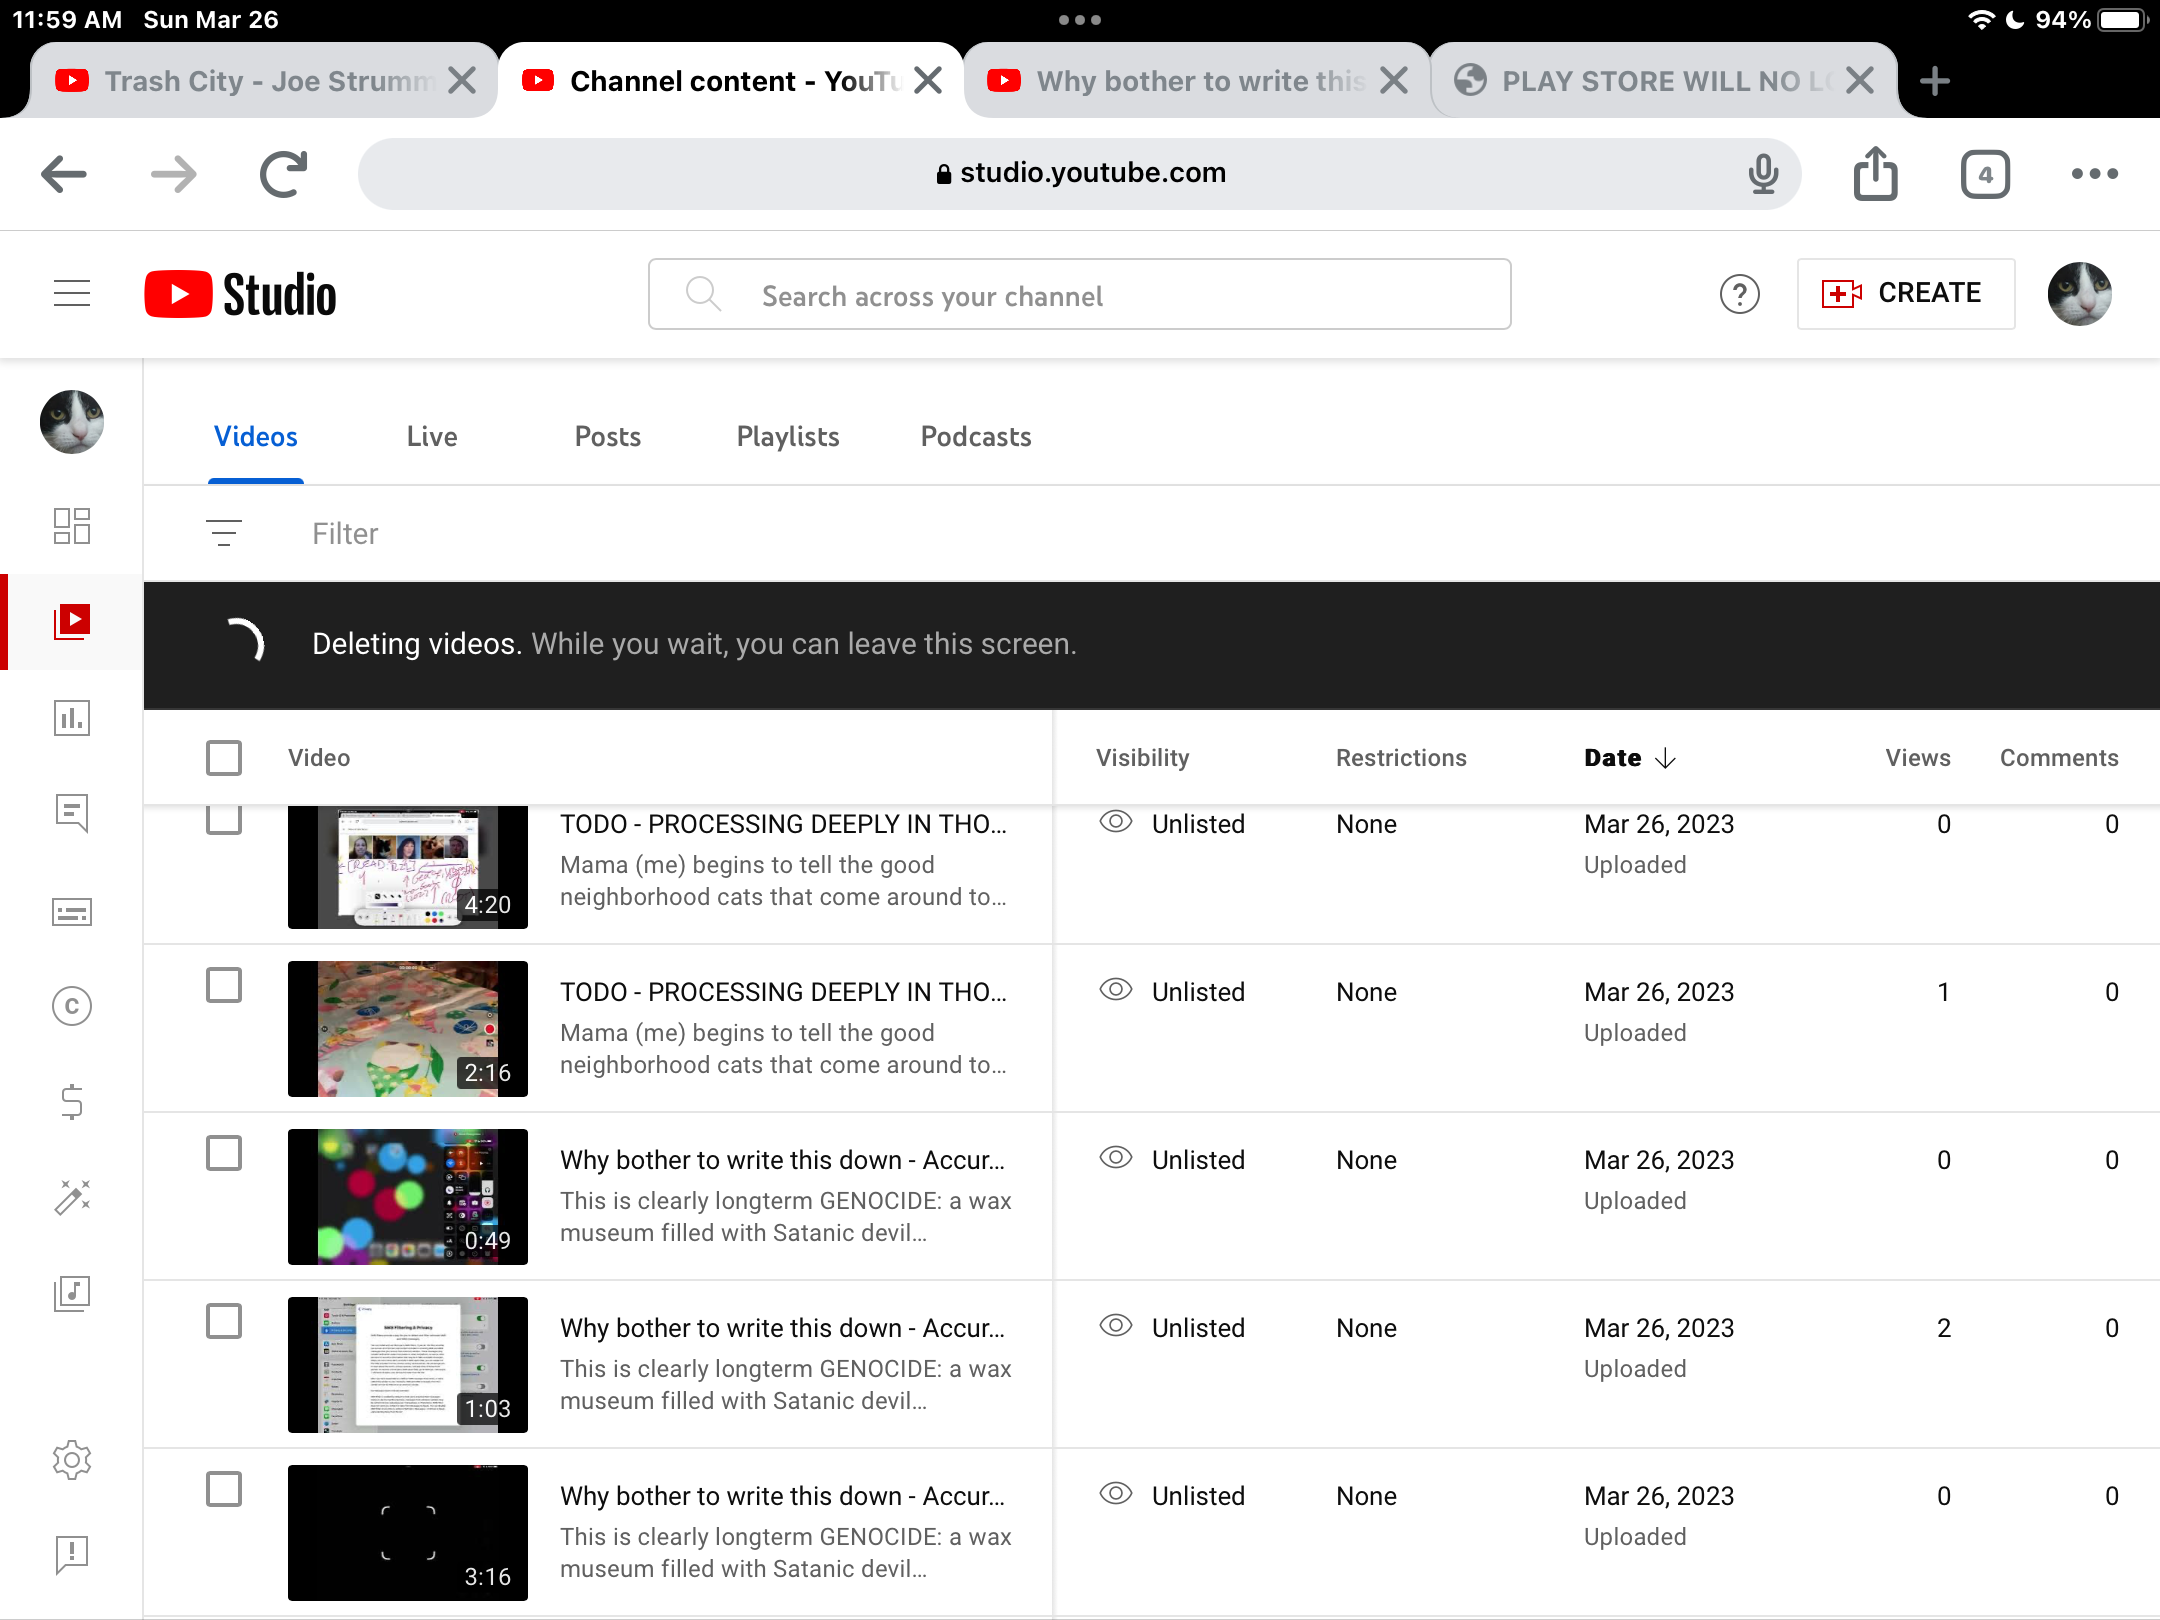 11:59 AM Sun Mar 26
94%
Trash City - Joe Strumm
Channel content - YouTu
Why bother to write this
PLAY STORE WILL NO LO
studio.youtube.com
4
Studio
Search across your channel
CREATE
Videos Live Posts Playlists Podcasts
Filter
Deleting videos. While you wait, you can leave this screen.
Video Visibility Restrictions Date Views Comments
TODO - PROCESSING DEEPLY IN THO... Unlisted None Mar 26, 2023 0 0
Mama (me) begins to tell the good Uploaded
neighborhood cats that come around to...
4:20
TODO - PROCESSING DEEPLY IN THO... Unlisted None Mar 26, 2023 1 0
Mama (me) begins to tell the good Uploaded
neighborhood cats that come around to...
2:16
Why bother to write this down - Accur... Unlisted None Mar 26, 2023 0 0
This is clearly longterm GENOCIDE: a wax Uploaded
museum filled with Satanic devil...
0:49
Why bother to write this down - Accur... Unlisted None Mar 26, 2023 2 0
This is clearly longterm GENOCIDE: a wax Uploaded
museum filled with Satanic devil...
SMS Filtering & Privacy
1:03
Why bother to write this down - Accur... Unlisted None Mar 26, 2023 0 0
This is clearly longterm GENOCIDE: a wax Uploaded
museum filled with Satanic devil...
3:16